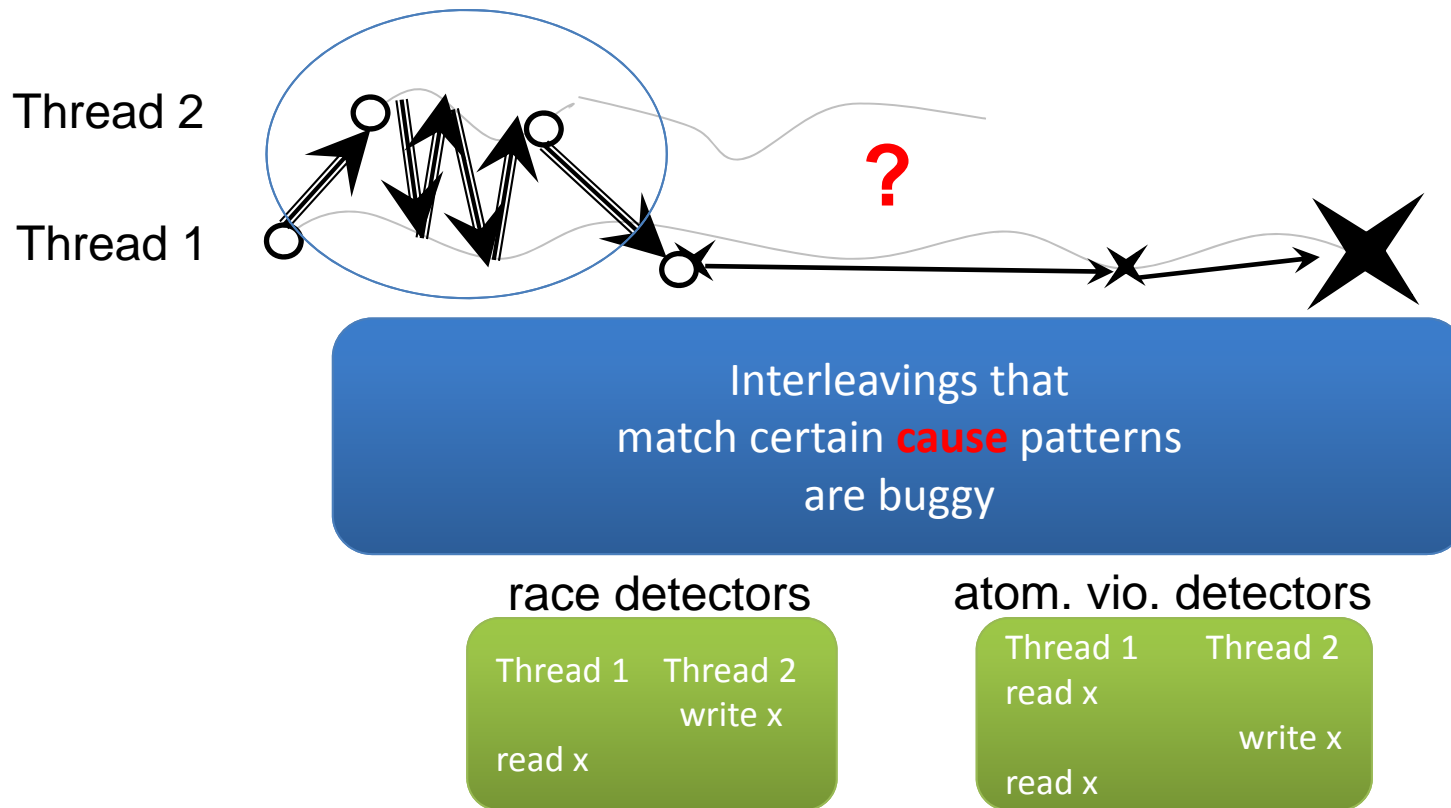 Thread 2
?
Thread 1
Interleavings that
match certain cause patterns
are buggy
race detectors
Thread 1 Thread 2
write x
read x
atom. vio. detectors
Thread 1 Thread 2
read x
write x
read x